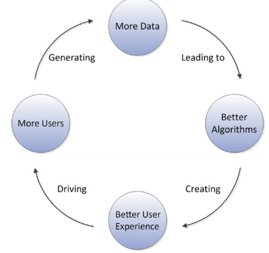 More Data
Generating
Leading to
More Users
Better
Algorithms
Driving
Creating
Better User
Experience